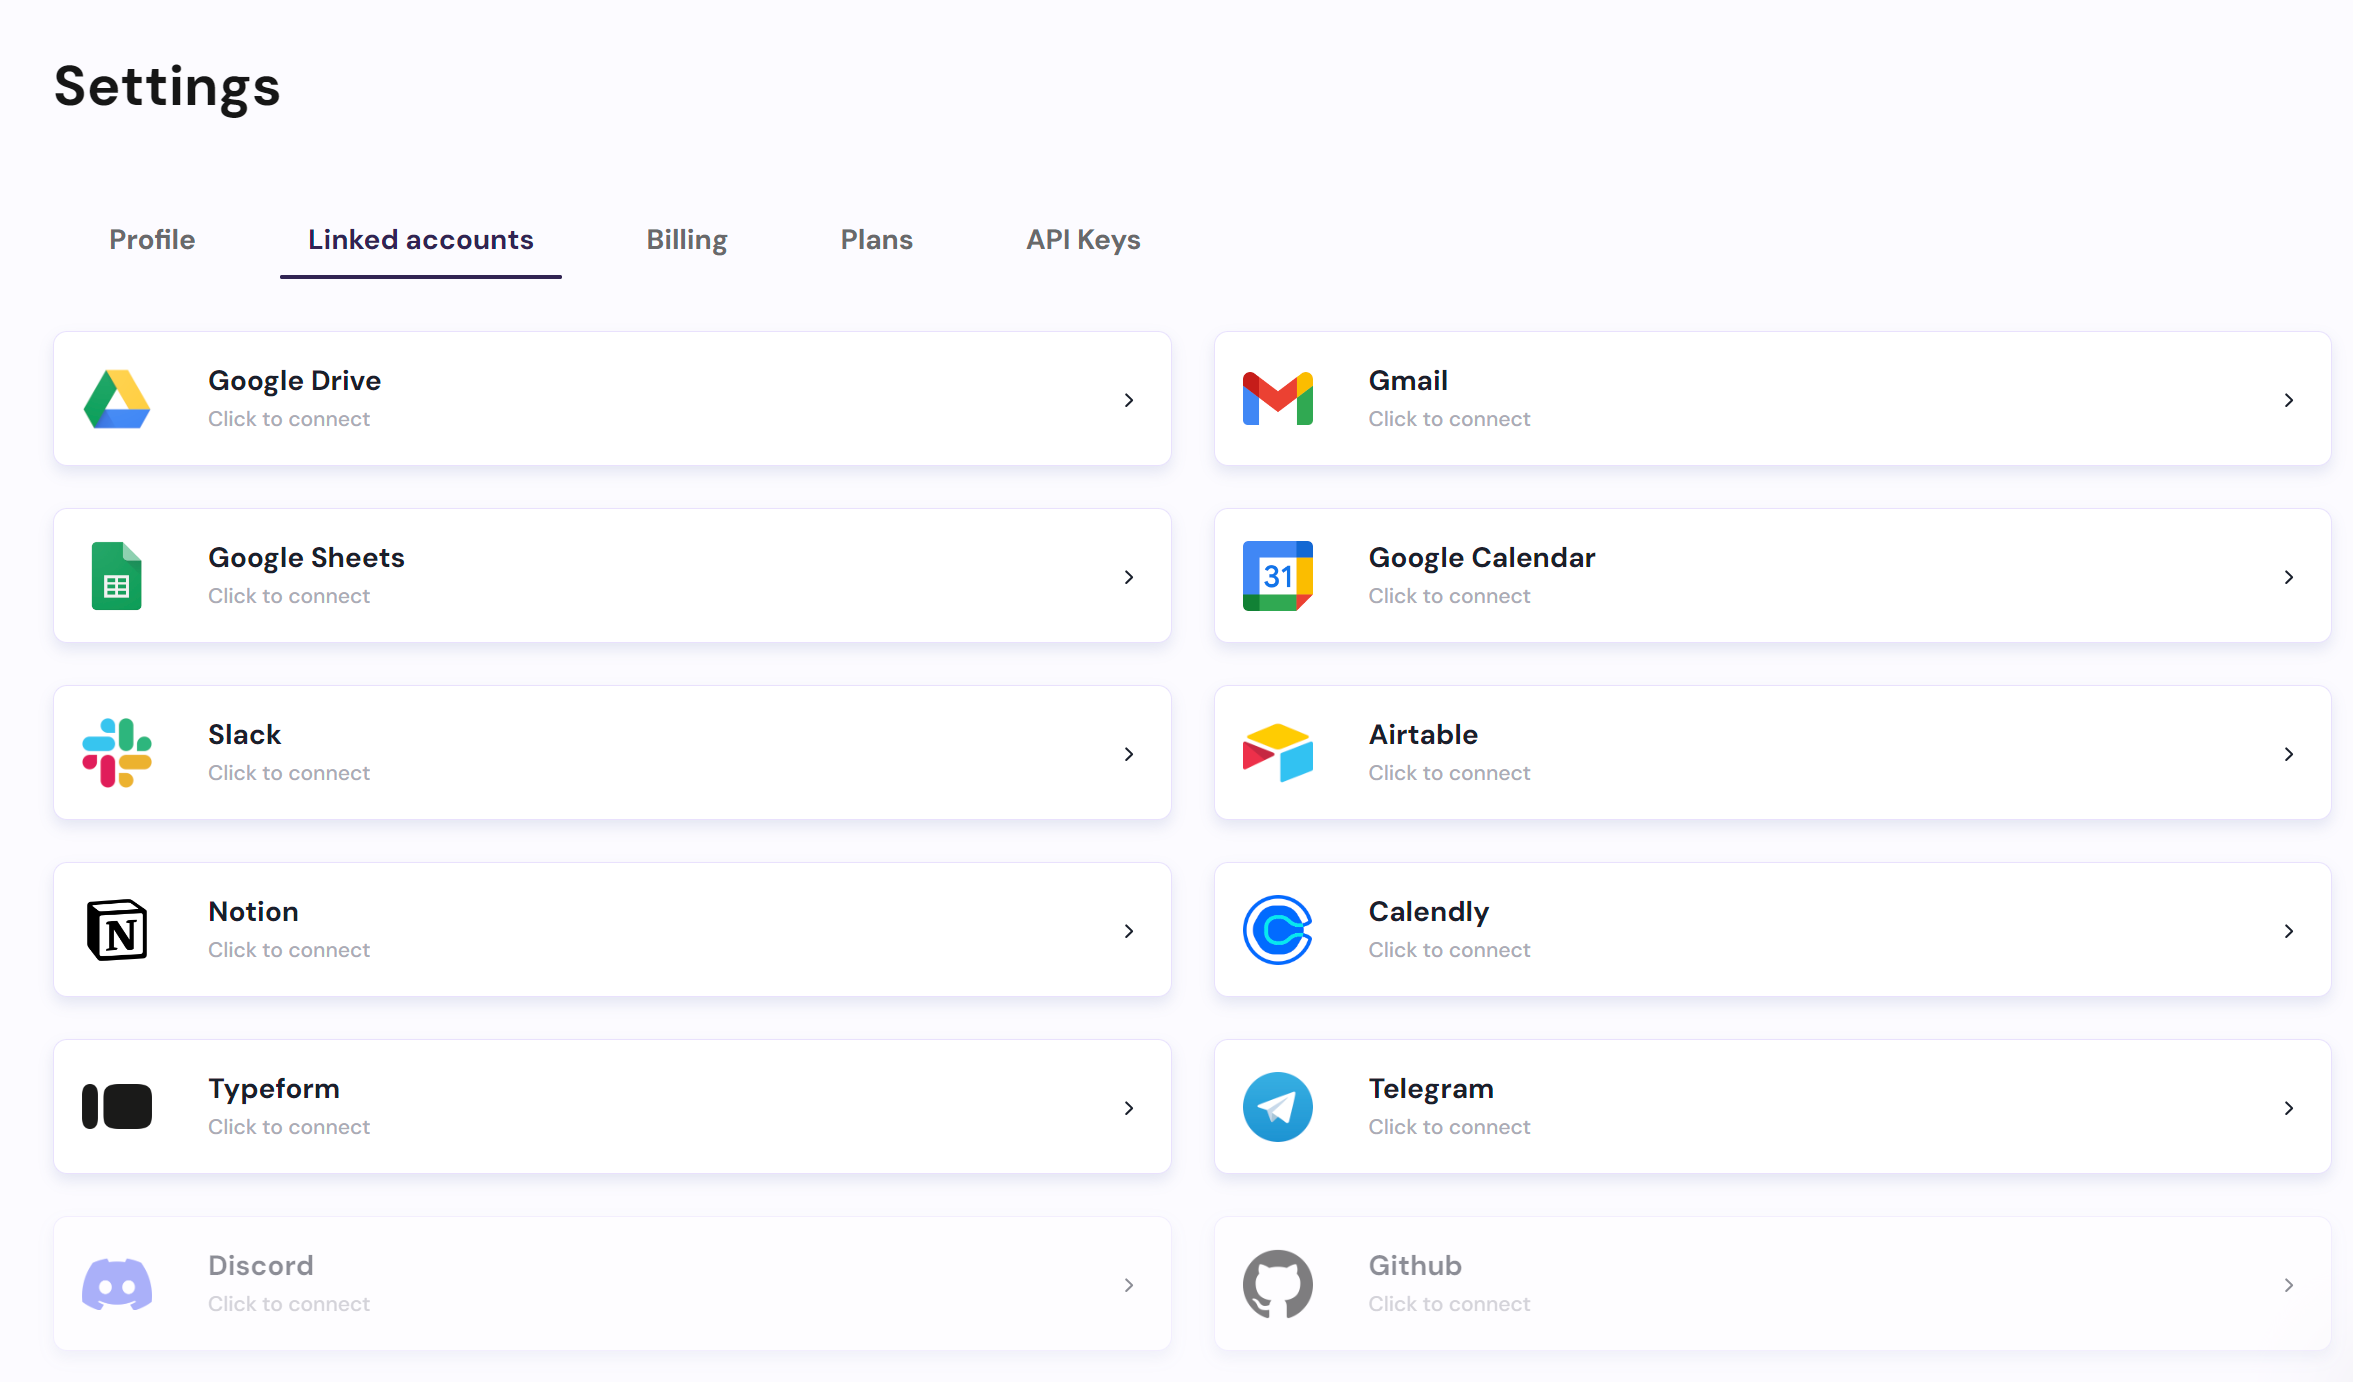 Settings
Profile
Linked accounts
Billing
Plans
API Keys
Google Drive
Click to connect
Gmail
Click to connect
Google Sheets
Click to connect
31
Google Calendar
Click to connect
Slack
Click to connect
Airtable
Click to connect
N
Notion
Click to connect
Calendly
Click to connect
Typeform
Click to connect
Telegram
Click to connect
Discord
Click to connect
Github
Click to connect